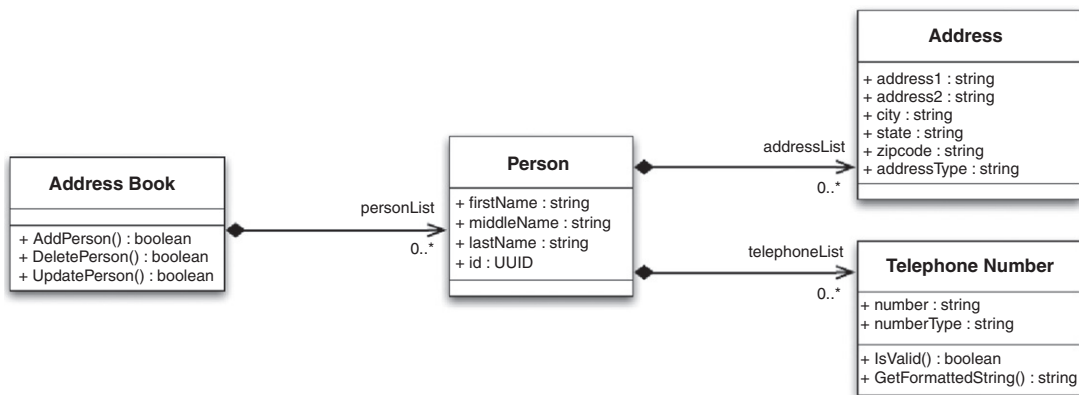 Address Book
+ AddPerson() : boolean
+ DeletePerson() : boolean
+ UpdatePerson() : boolean
personList
0..*
Person
+ firstName : string
+ middleName : string
+ lastName : string
+ id : UUID
addressList
0..*
telephoneList
0..*
Address
+ address1 : string
+ address2 : string
+ city : string
+ state : string
+ zipcode : string
+ addressType : string
Telephone Number
+ number : string
+ numberType : string
+ IsValid() : boolean
+ GetFormattedString() : string